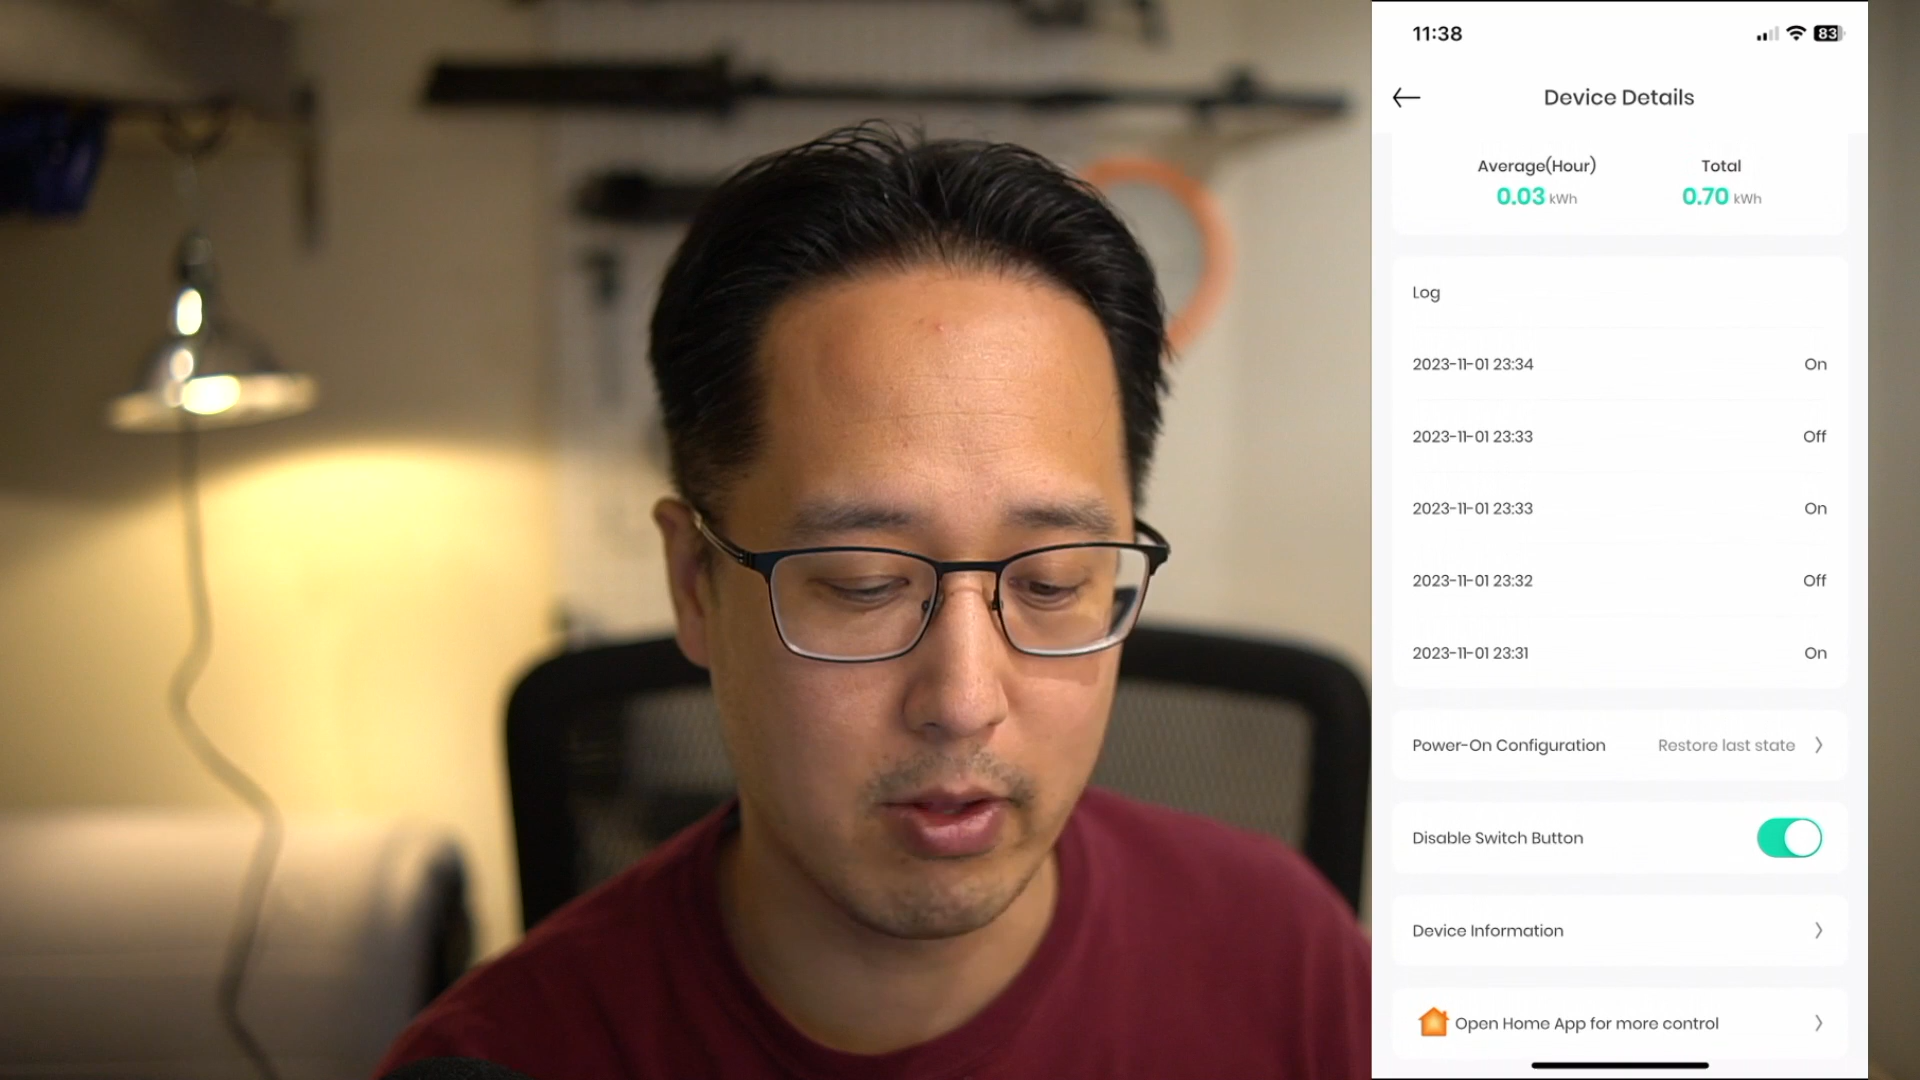 11:38
83
Device Details
Average(Hour) Total
0.03 kWh 0.70 kWh
Log
2023-11-01 23:34 On
2023-11-01 23:33 Off
2023-11-01 23:33 On
2023-11-01 23:32 Off
2023-11-01 23:31 On
Power-On Configuration Restore last state
Disable Switch Button
Device Information
Open Home App for more control